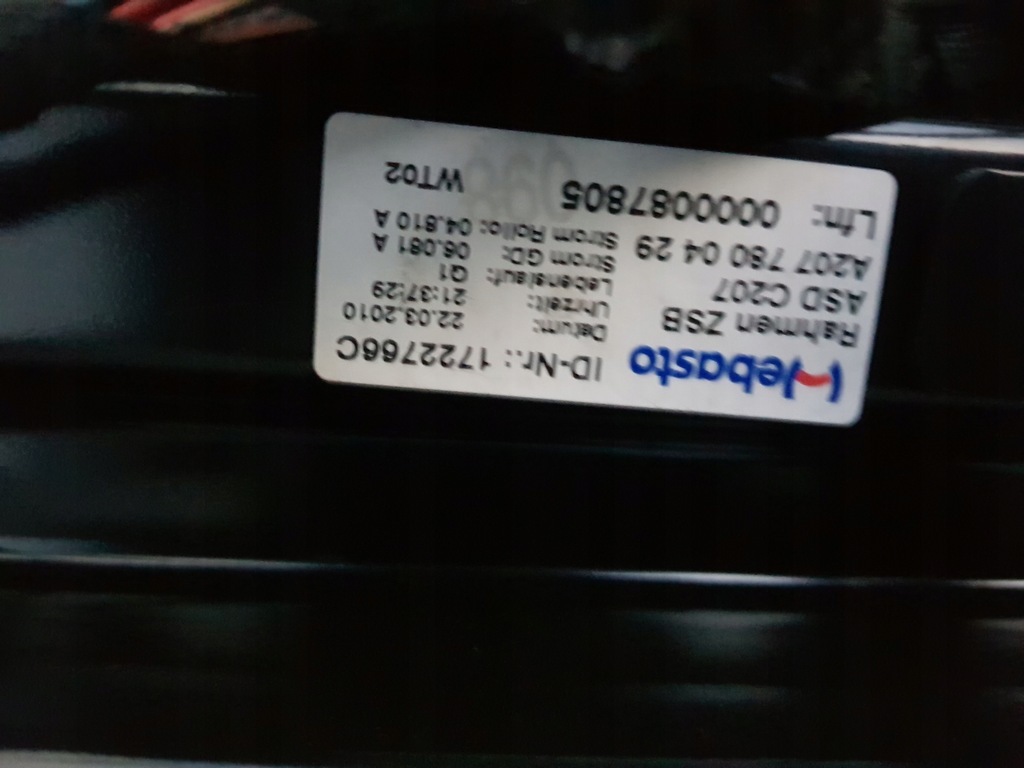 Webasto ID-Nr.: 1722766C
Rahmen ZSB Datum: 22.03.2010
ASD C207 Uhrzeit: 21:37:29
A207 780 04 29 Lebenslauf: Q1
Strom GD: 06.081 A
Strom Rollo: 04.810 A
Lfn: 0000087805 WT02